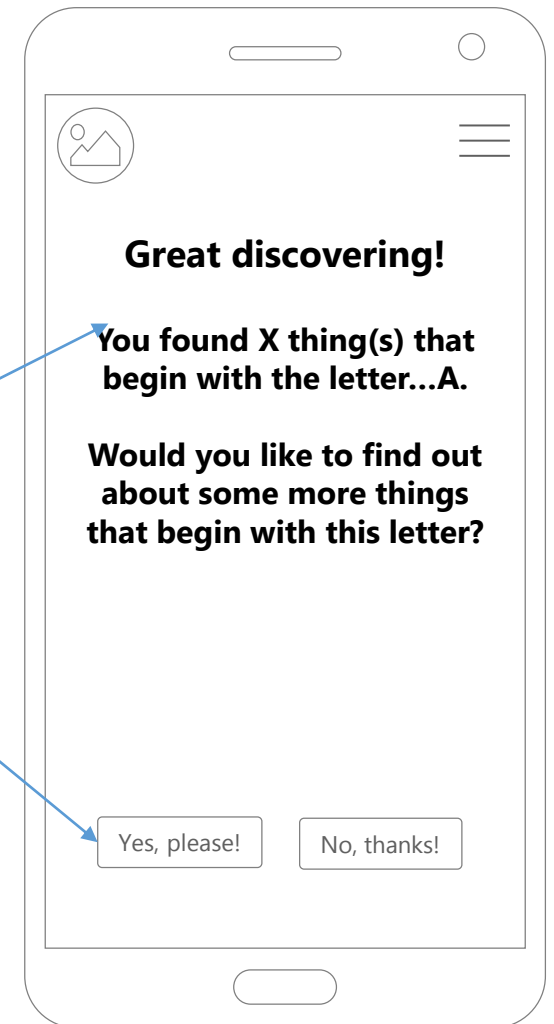 Great discovering!
You found X thing(s) that
begin with the letter...A.
Would you like to find out
about some more things
that begin with this letter?
Yes, please!
No, thanks!